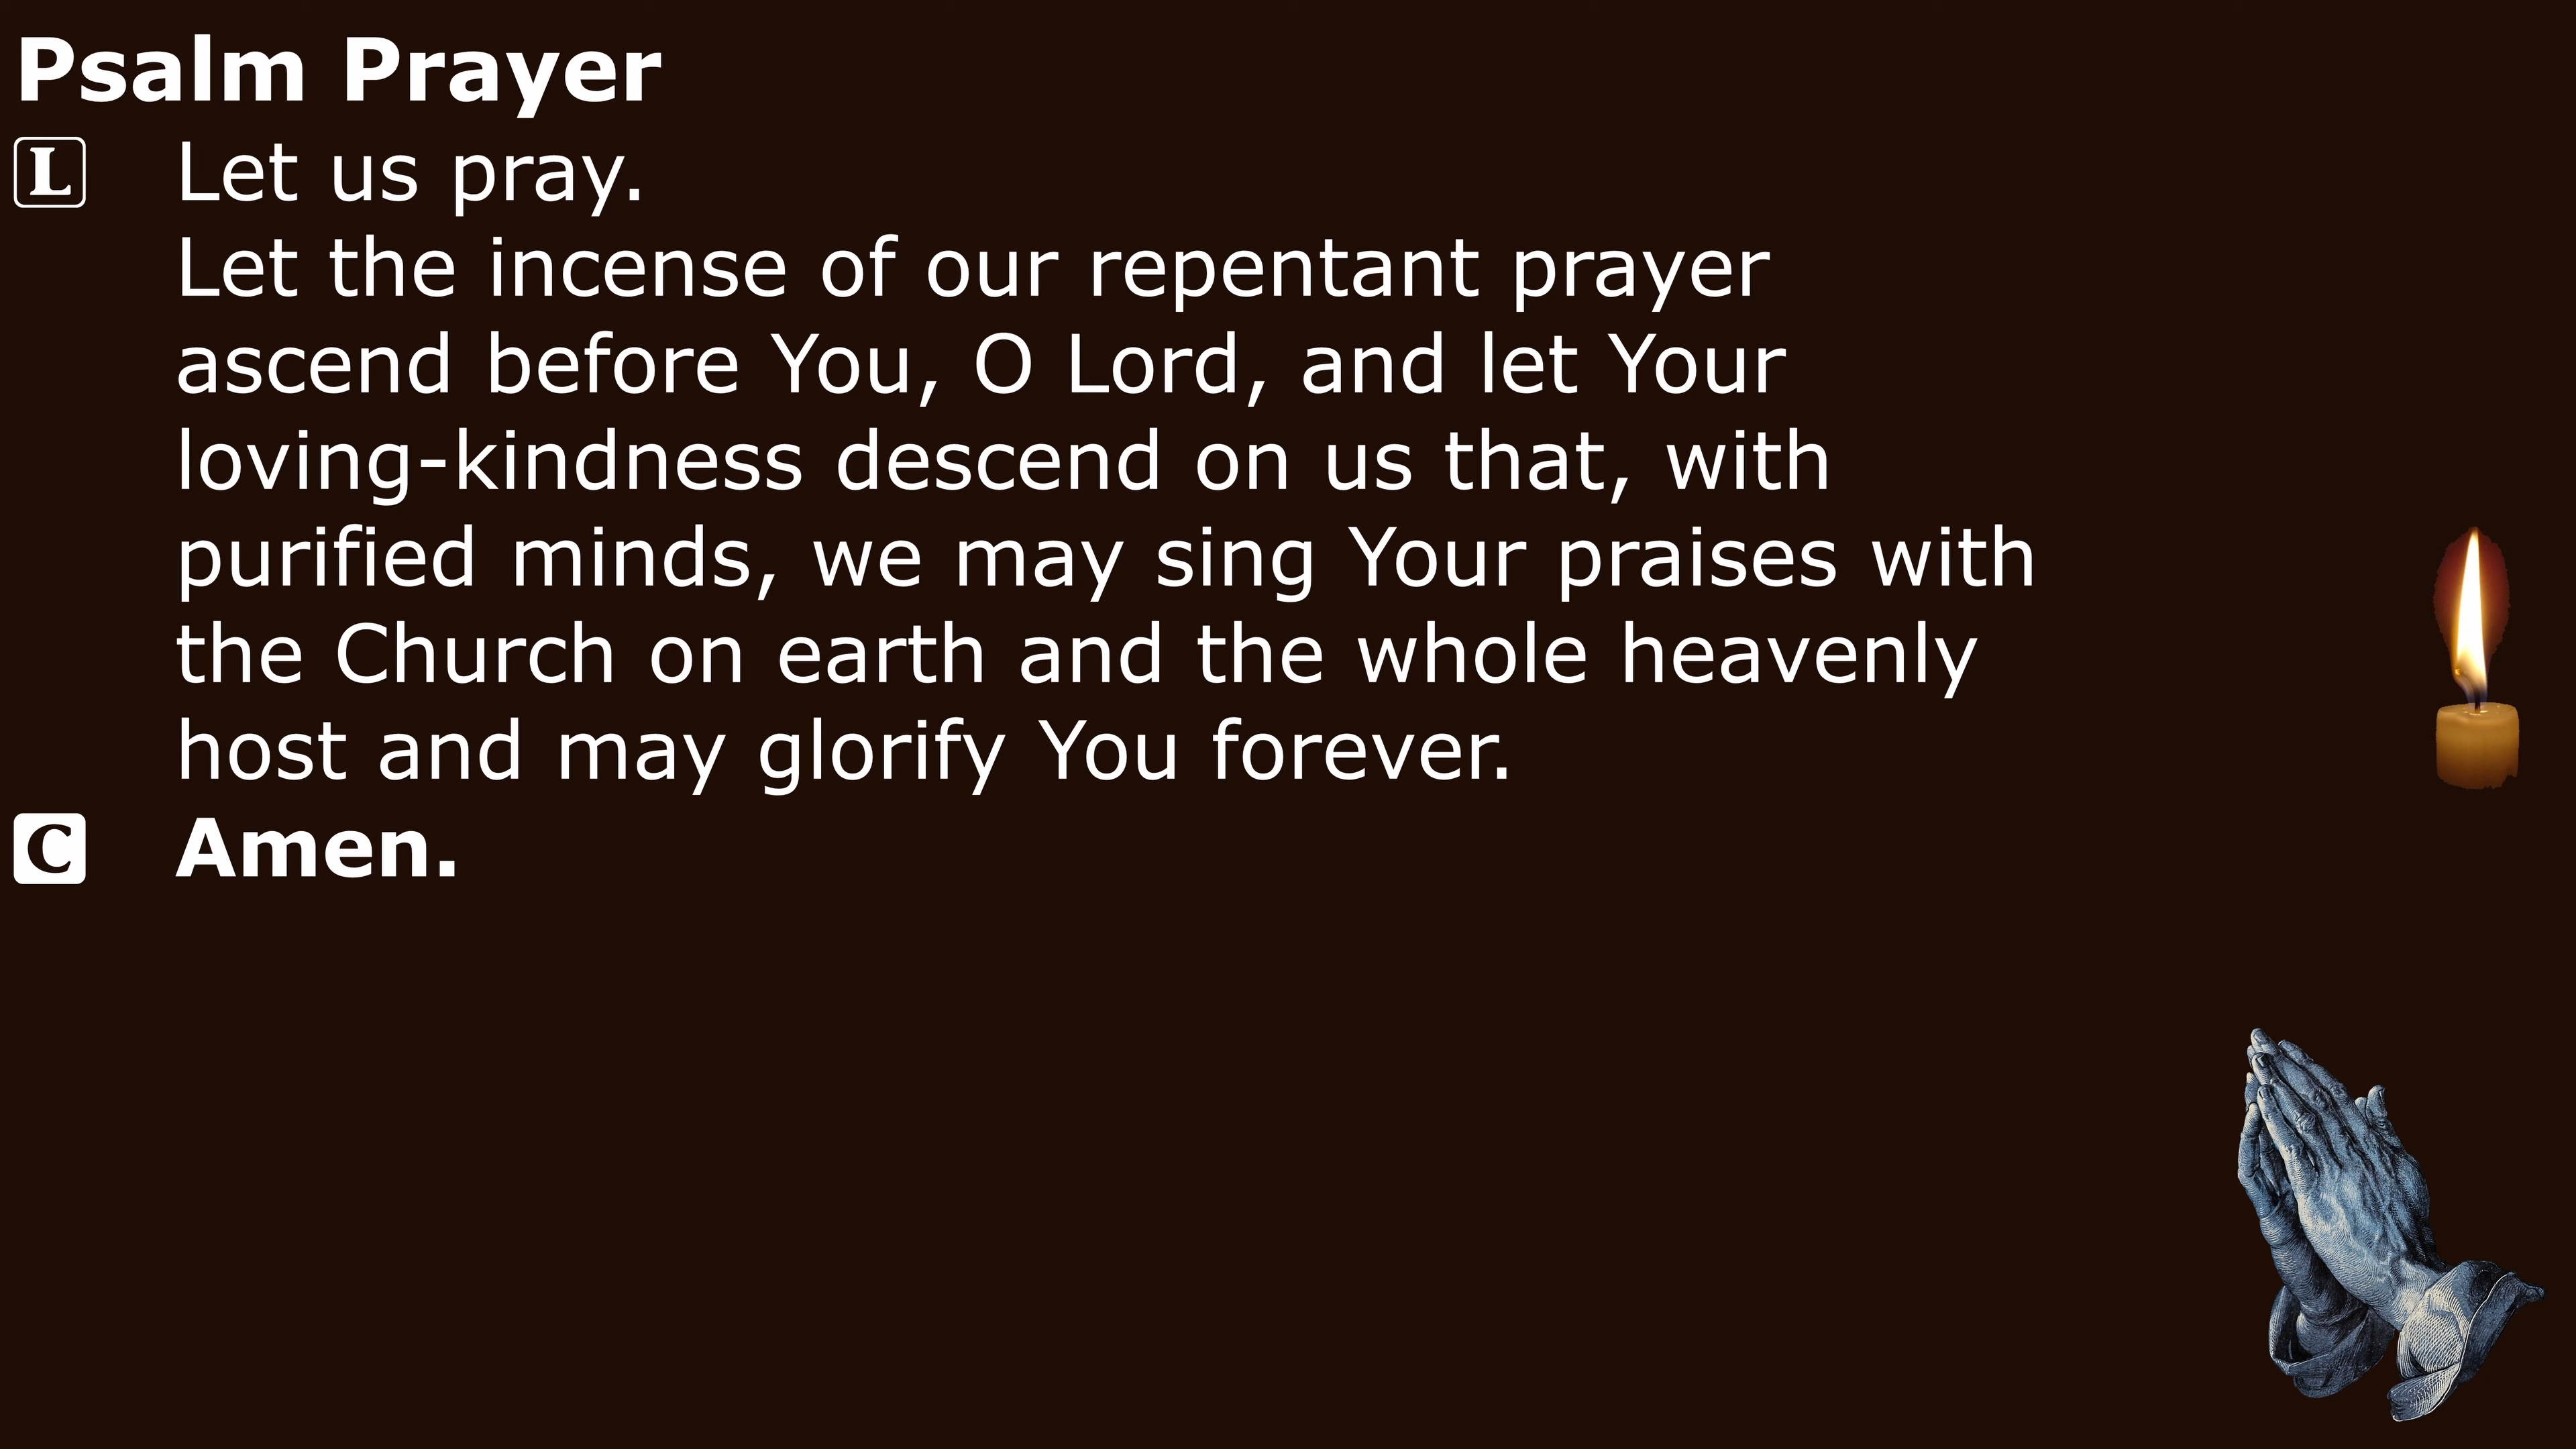 Psalm Prayer
L Let us pray.
Let the incense of our repentant prayer
ascend before You, O Lord, and let Your
loving-kindness descend on us that, with
purified minds, we may sing Your praises with
the Church on earth and the whole heavenly
host and may glorify You forever.
C Amen.